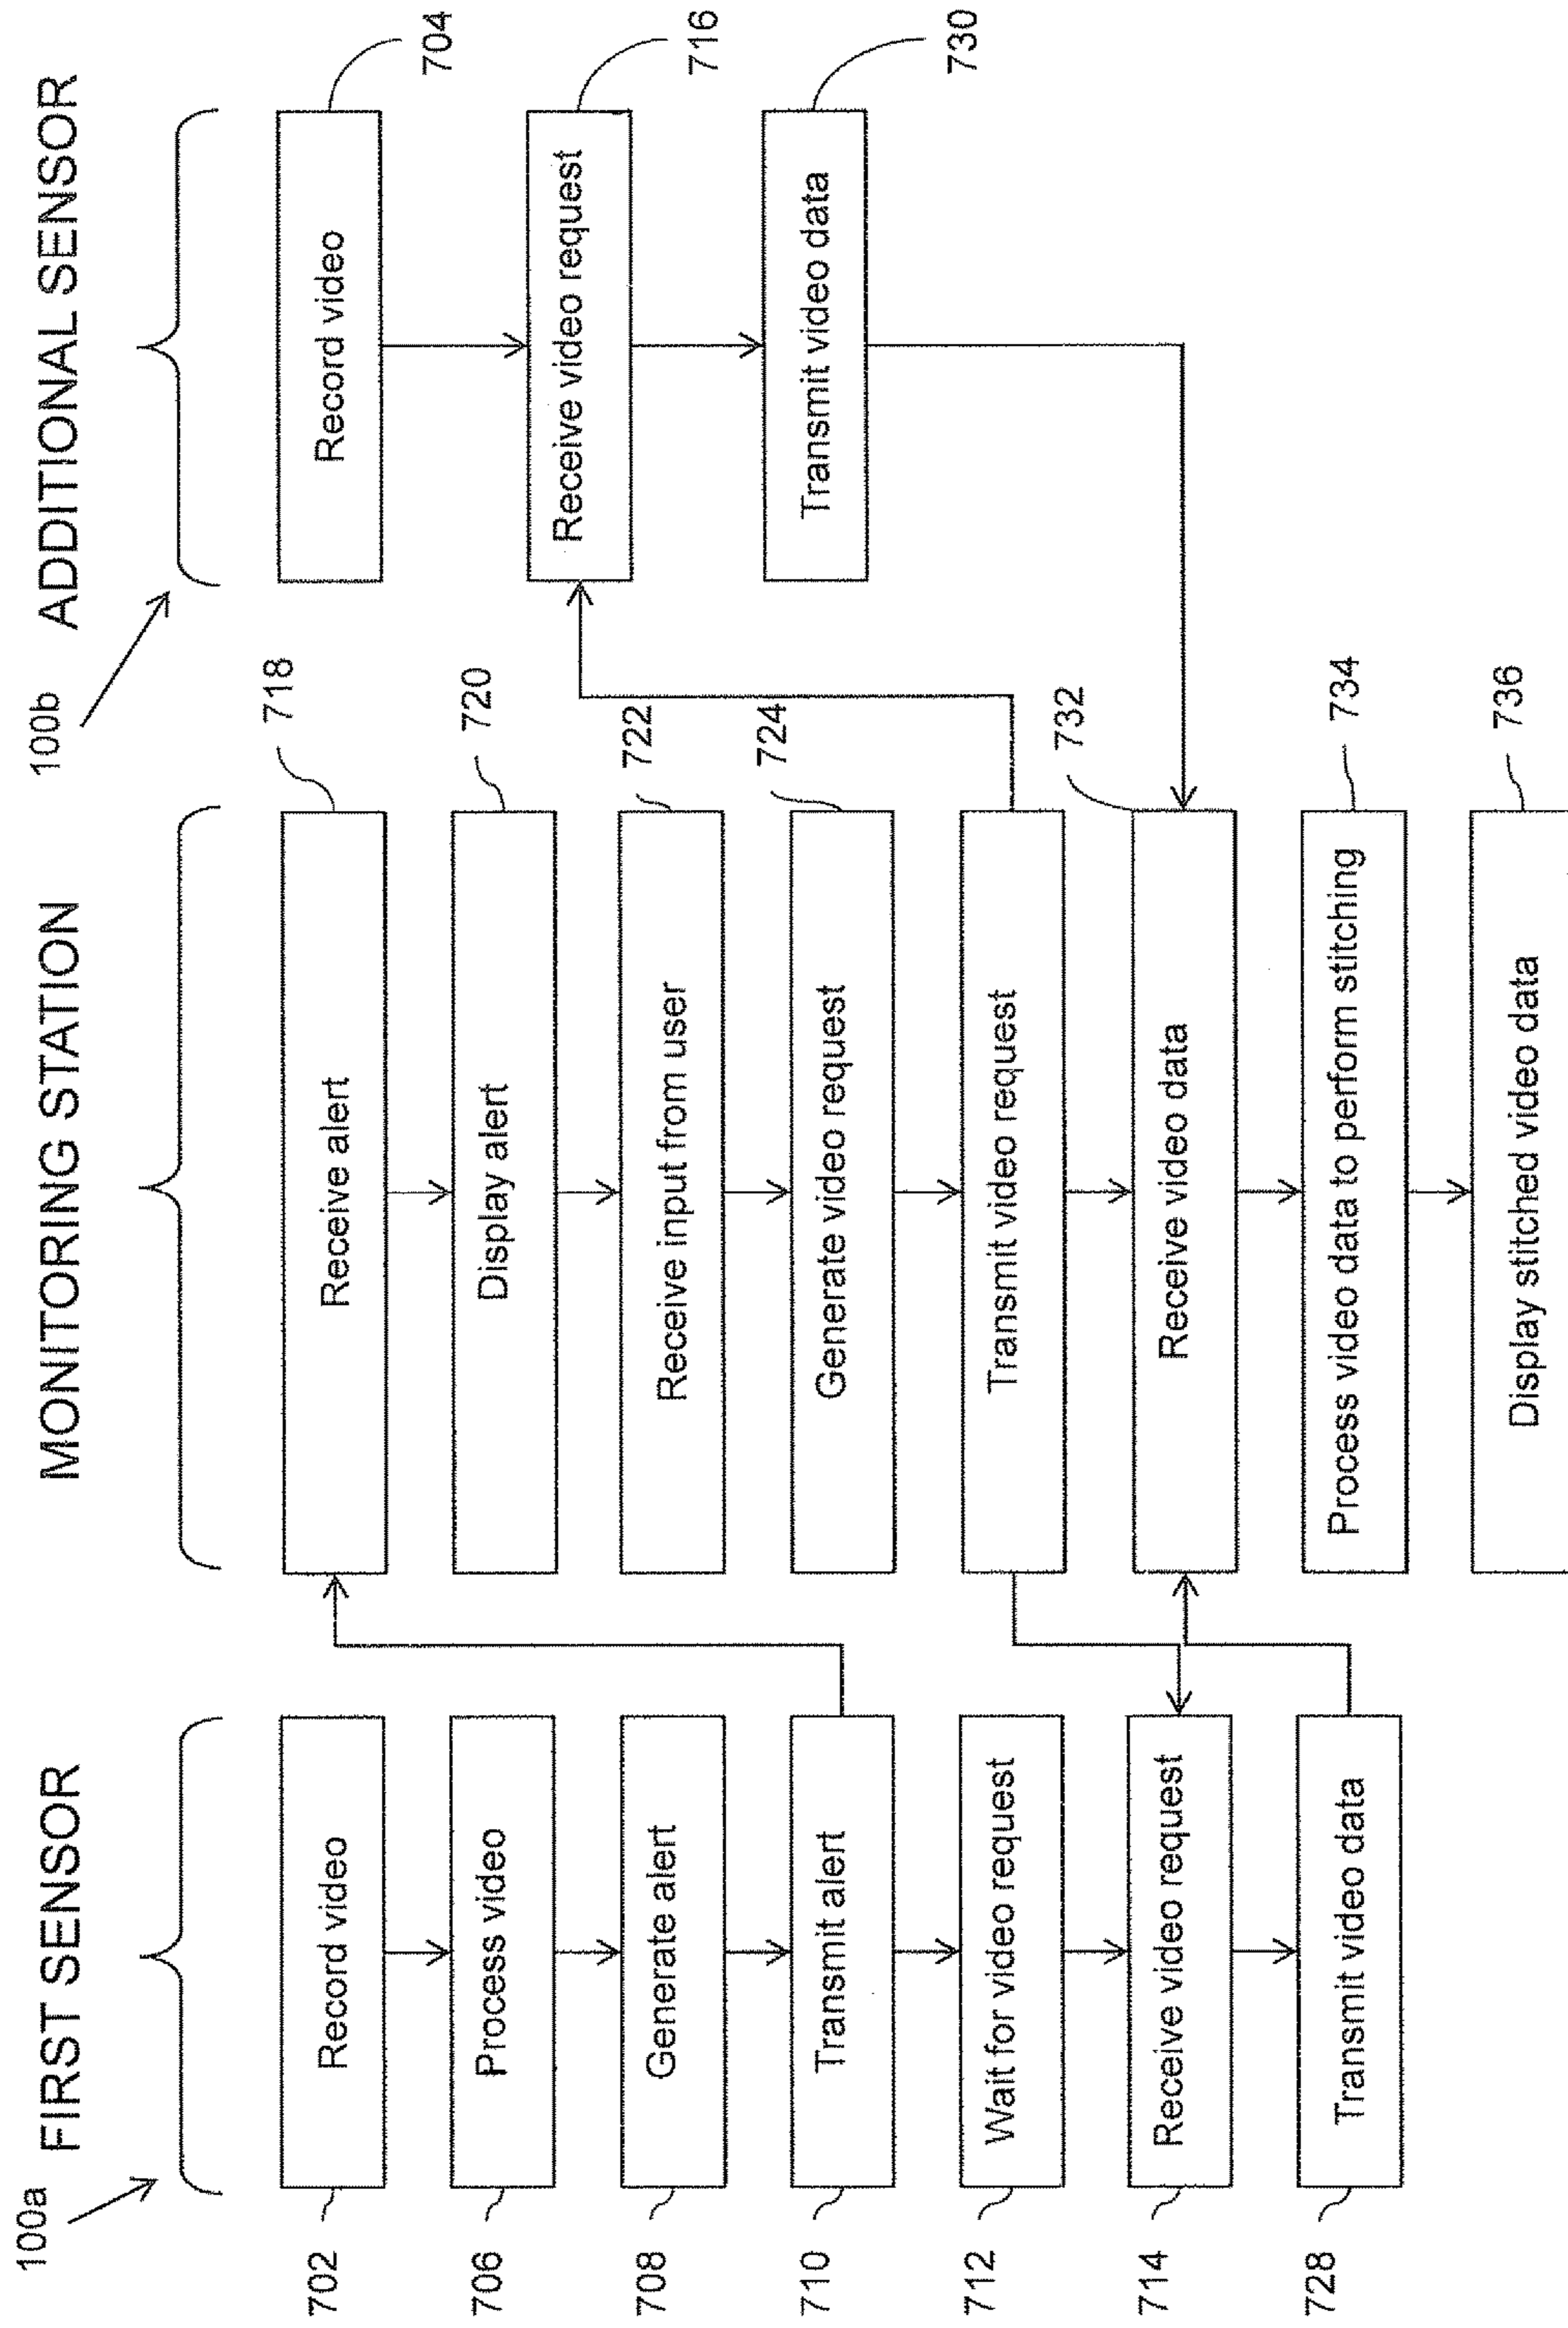 100a
FIRST SENSOR
702
Record video
706
Process video
708
Generate alert
710
Transmit alert
712
Wait for video request
714
Receive video request
728
Transmit video data
MONITORING STATION
Receive alert
718
Display alert
720
Receive input from user
722
Generate video request
724
Transmit video request
Receive video data
732
Process video data to perform stitching
734
Display stitched video data
736
100b
ADDITIONAL SENSOR
Record video
704
Receive video request
716
Transmit video data
730